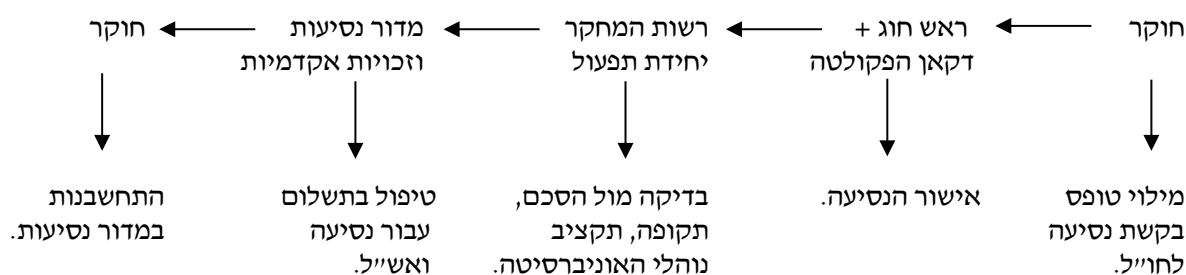 חוקר
ראש חוג +
דקאן הפקולטה
רשות המחקר
יחידת תפעול
מדור נסיעות
וזכויות אקדמיות
חוקר
מילוי טופס
בקשת נסיעה
לחו״ל.
אישור הנסיעה.
בדיקה מול הסכם,
תקופה, תקציב
נוהלי האוניברסיטה.
טיפול בתשלום
עבור נסיעה
ואש״ל.
התחשבנות
במדור נסיעות.